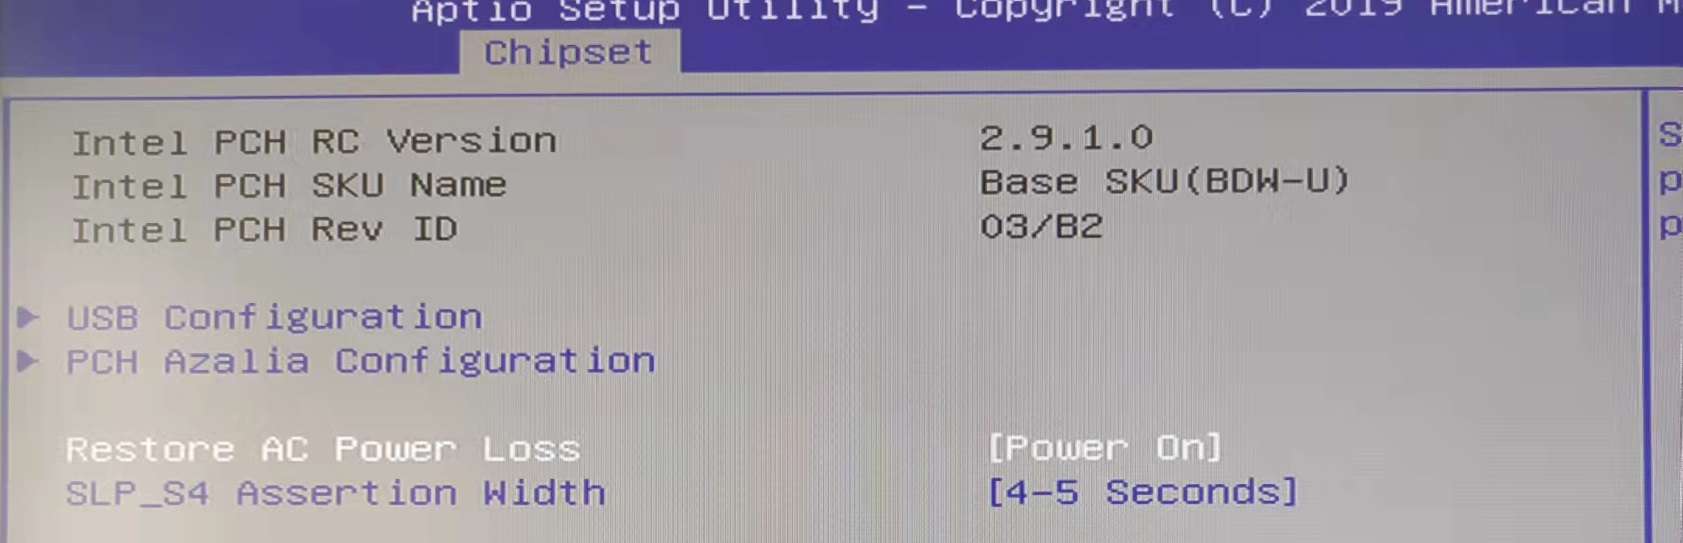 Aptio Setup Utility – Copyright (C) 2019 American
Chipset
Intel PCH RC Version 2.9.1.0
Intel PCH SKU Name Base SKU(BDW-U)
Intel PCH Rev ID 03/B2
USB Configuration
PCH Azalia Configuration
Restore AC Power Loss [Power On]
SLP_S4 Assertion Width [4-5 Seconds]